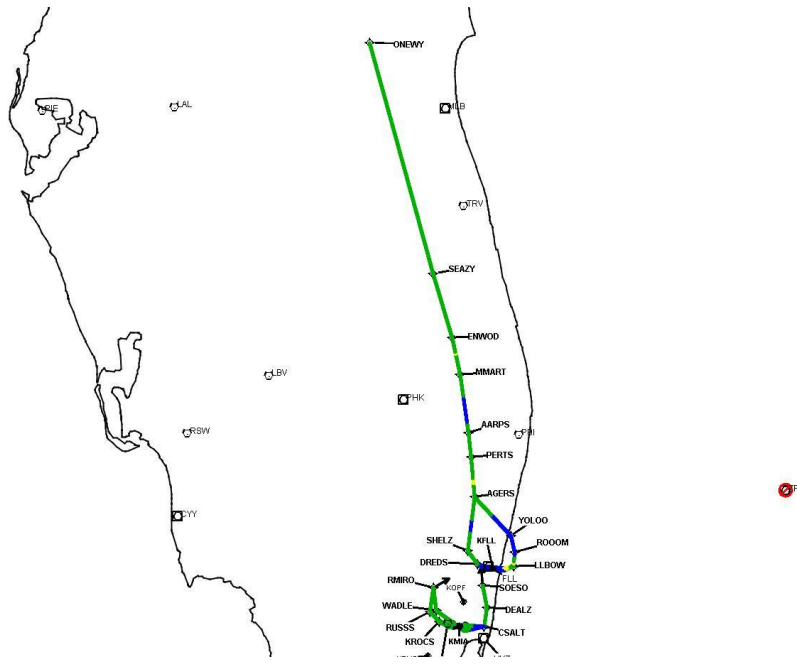 ONEWY
PIE
LAL
MLB
TRV
SEAZY
ENWOD
MMART
LBV
PHK
AARPS
RSW
PBI
PERTS
AGERS
CYY
YOLOO
SHELZ
KFLL
ROOOM
DREDS
LLBOW
FLL
RMIRO
KOPF
SOESO
WADLE
DEALZ
RUSSS
CSALT
KROCS
KMIA